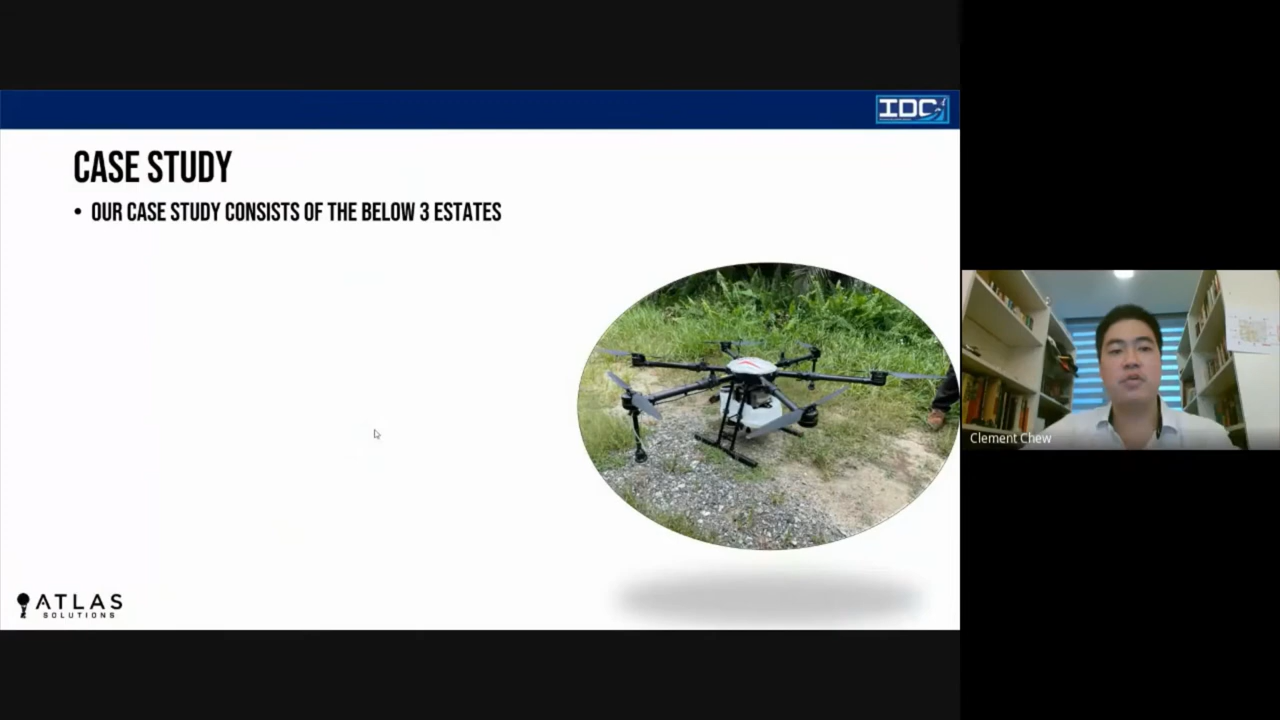 IDC
CASE STUDY
• OUR CASE STUDY CONSISTS OF THE BELOW 3 ESTATES
Clement Chew
ATLAS
SOLUTIONS